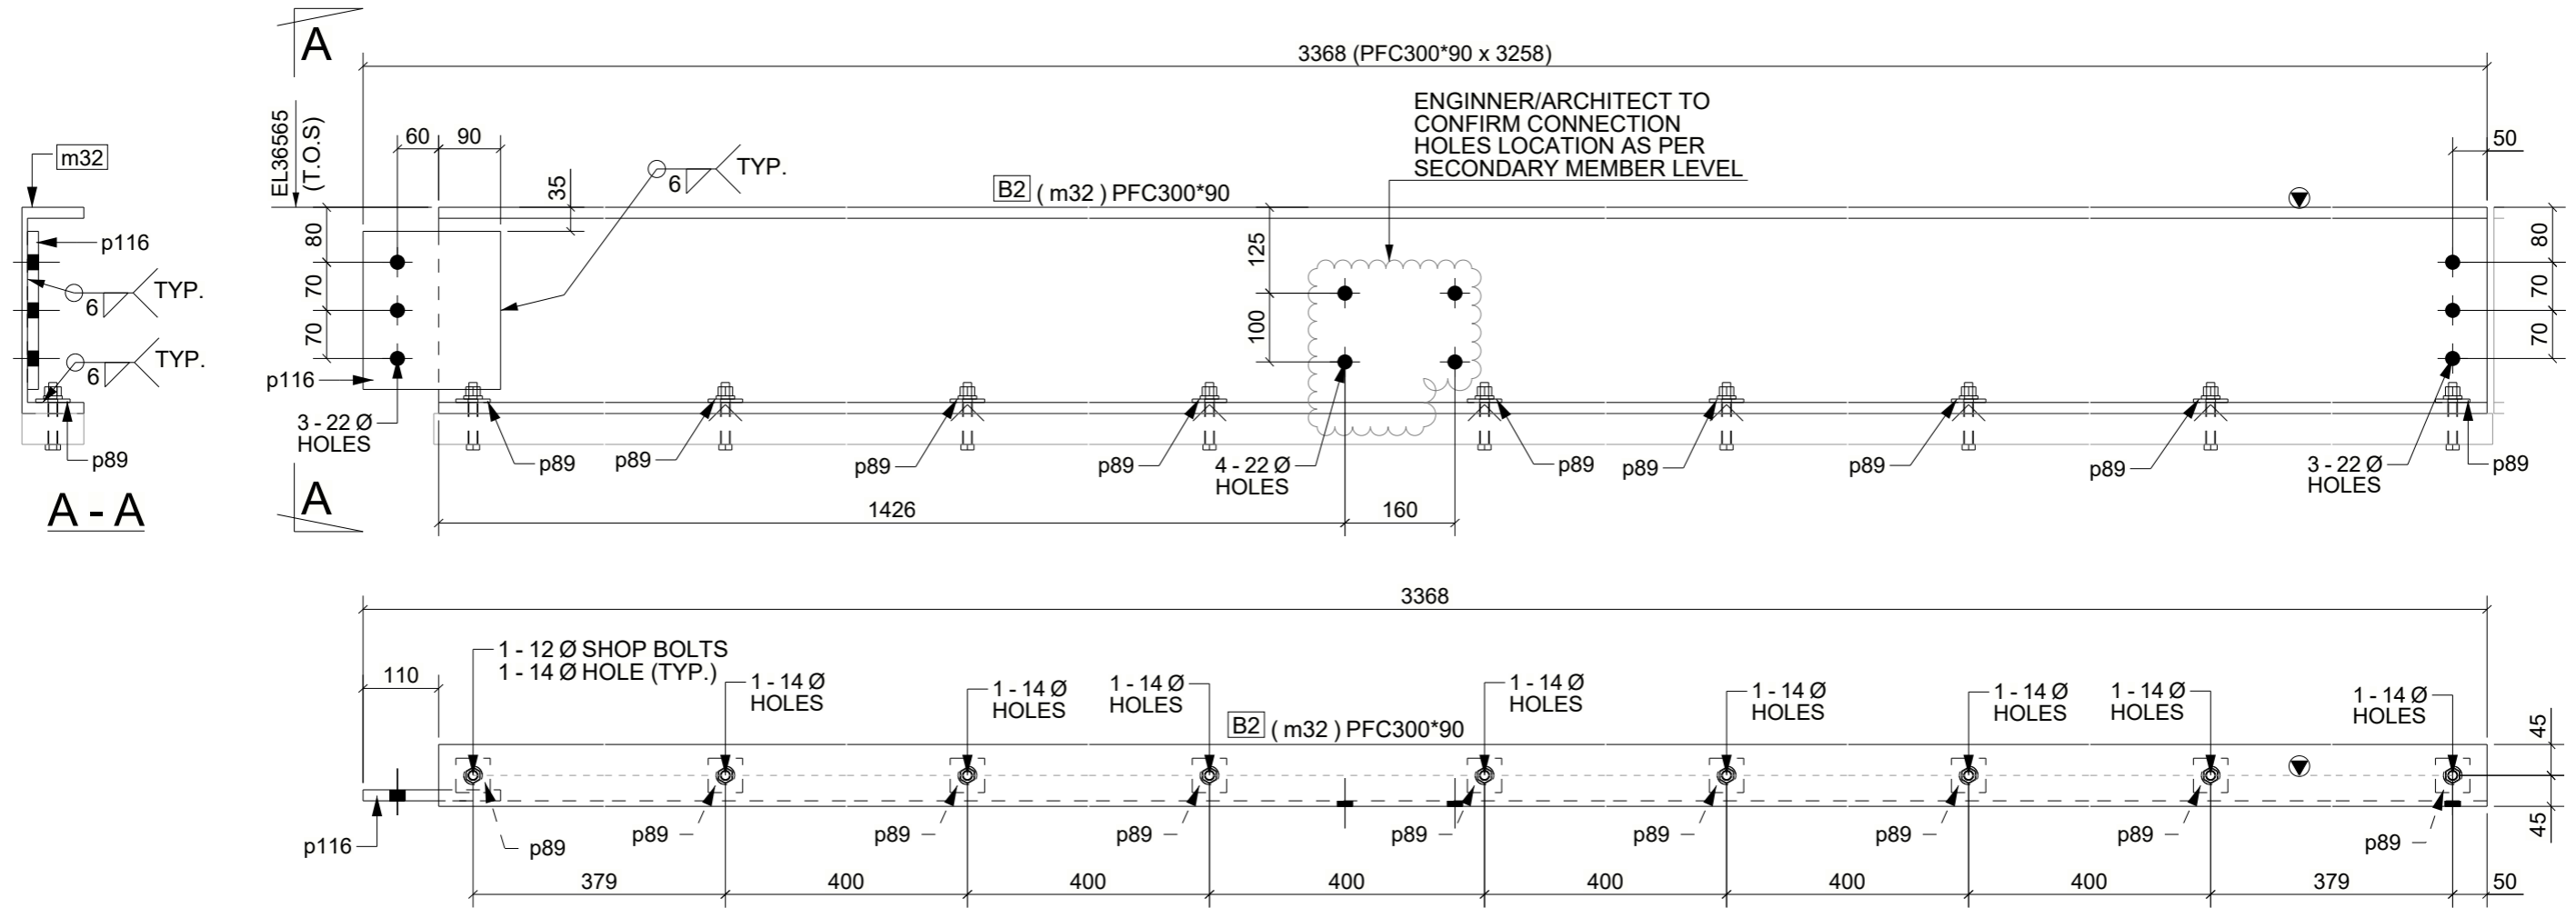 A
3368 (PFC300*90 x 3258)
EL36565
(T.O.S)
60
90
35
6
TYP.
B2 ( m32 ) PFC300*90
ENGINNER/ARCHITECT TO
CONFIRM CONNECTION
HOLES LOCATION AS PER
SECONDARY MEMBER LEVEL
50
m32
p116
6
TYP.
6
TYP.
p89
A - A
80
70
70
p116
3 - 22 Ø
HOLES
A
125
100
80
70
70
p89
p89
p89
p89
4 - 22 Ø
HOLES
p89
p89
p89
p89
3 - 22 Ø
HOLES
p89
1426
160
3368
110
1 - 12 Ø SHOP BOLTS
1 - 14 Ø HOLE (TYP.)
1 - 14 Ø
HOLES
1 - 14 Ø
HOLES
1 - 14 Ø
HOLES
1 - 14 Ø
HOLES
1 - 14 Ø
HOLES
1 - 14 Ø
HOLES
1 - 14 Ø
HOLES
1 - 14 Ø
HOLES
B2 ( m32 ) PFC300*90
45
45
p116
p89
p89
p89
p89
p89
p89
p89
p89
p89
379
400
400
400
400
400
400
379
50